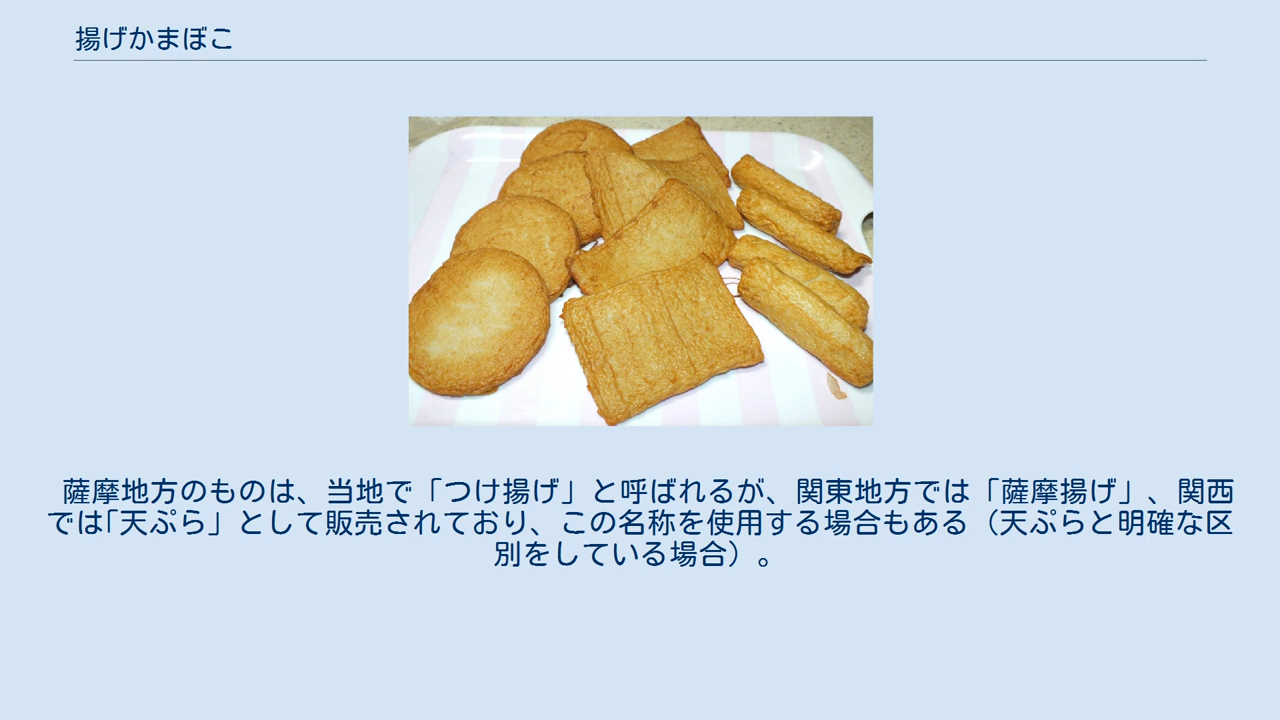 揚げかまぼこ
薩摩地方のものは、当地で「つけ揚げ」と呼ばれるが、関東地方では「薩摩揚げ」、関西
では｢天ぷら」として販売されており、この名称を使用する場合もある（天ぷらと明確な区
別をしている場合）。